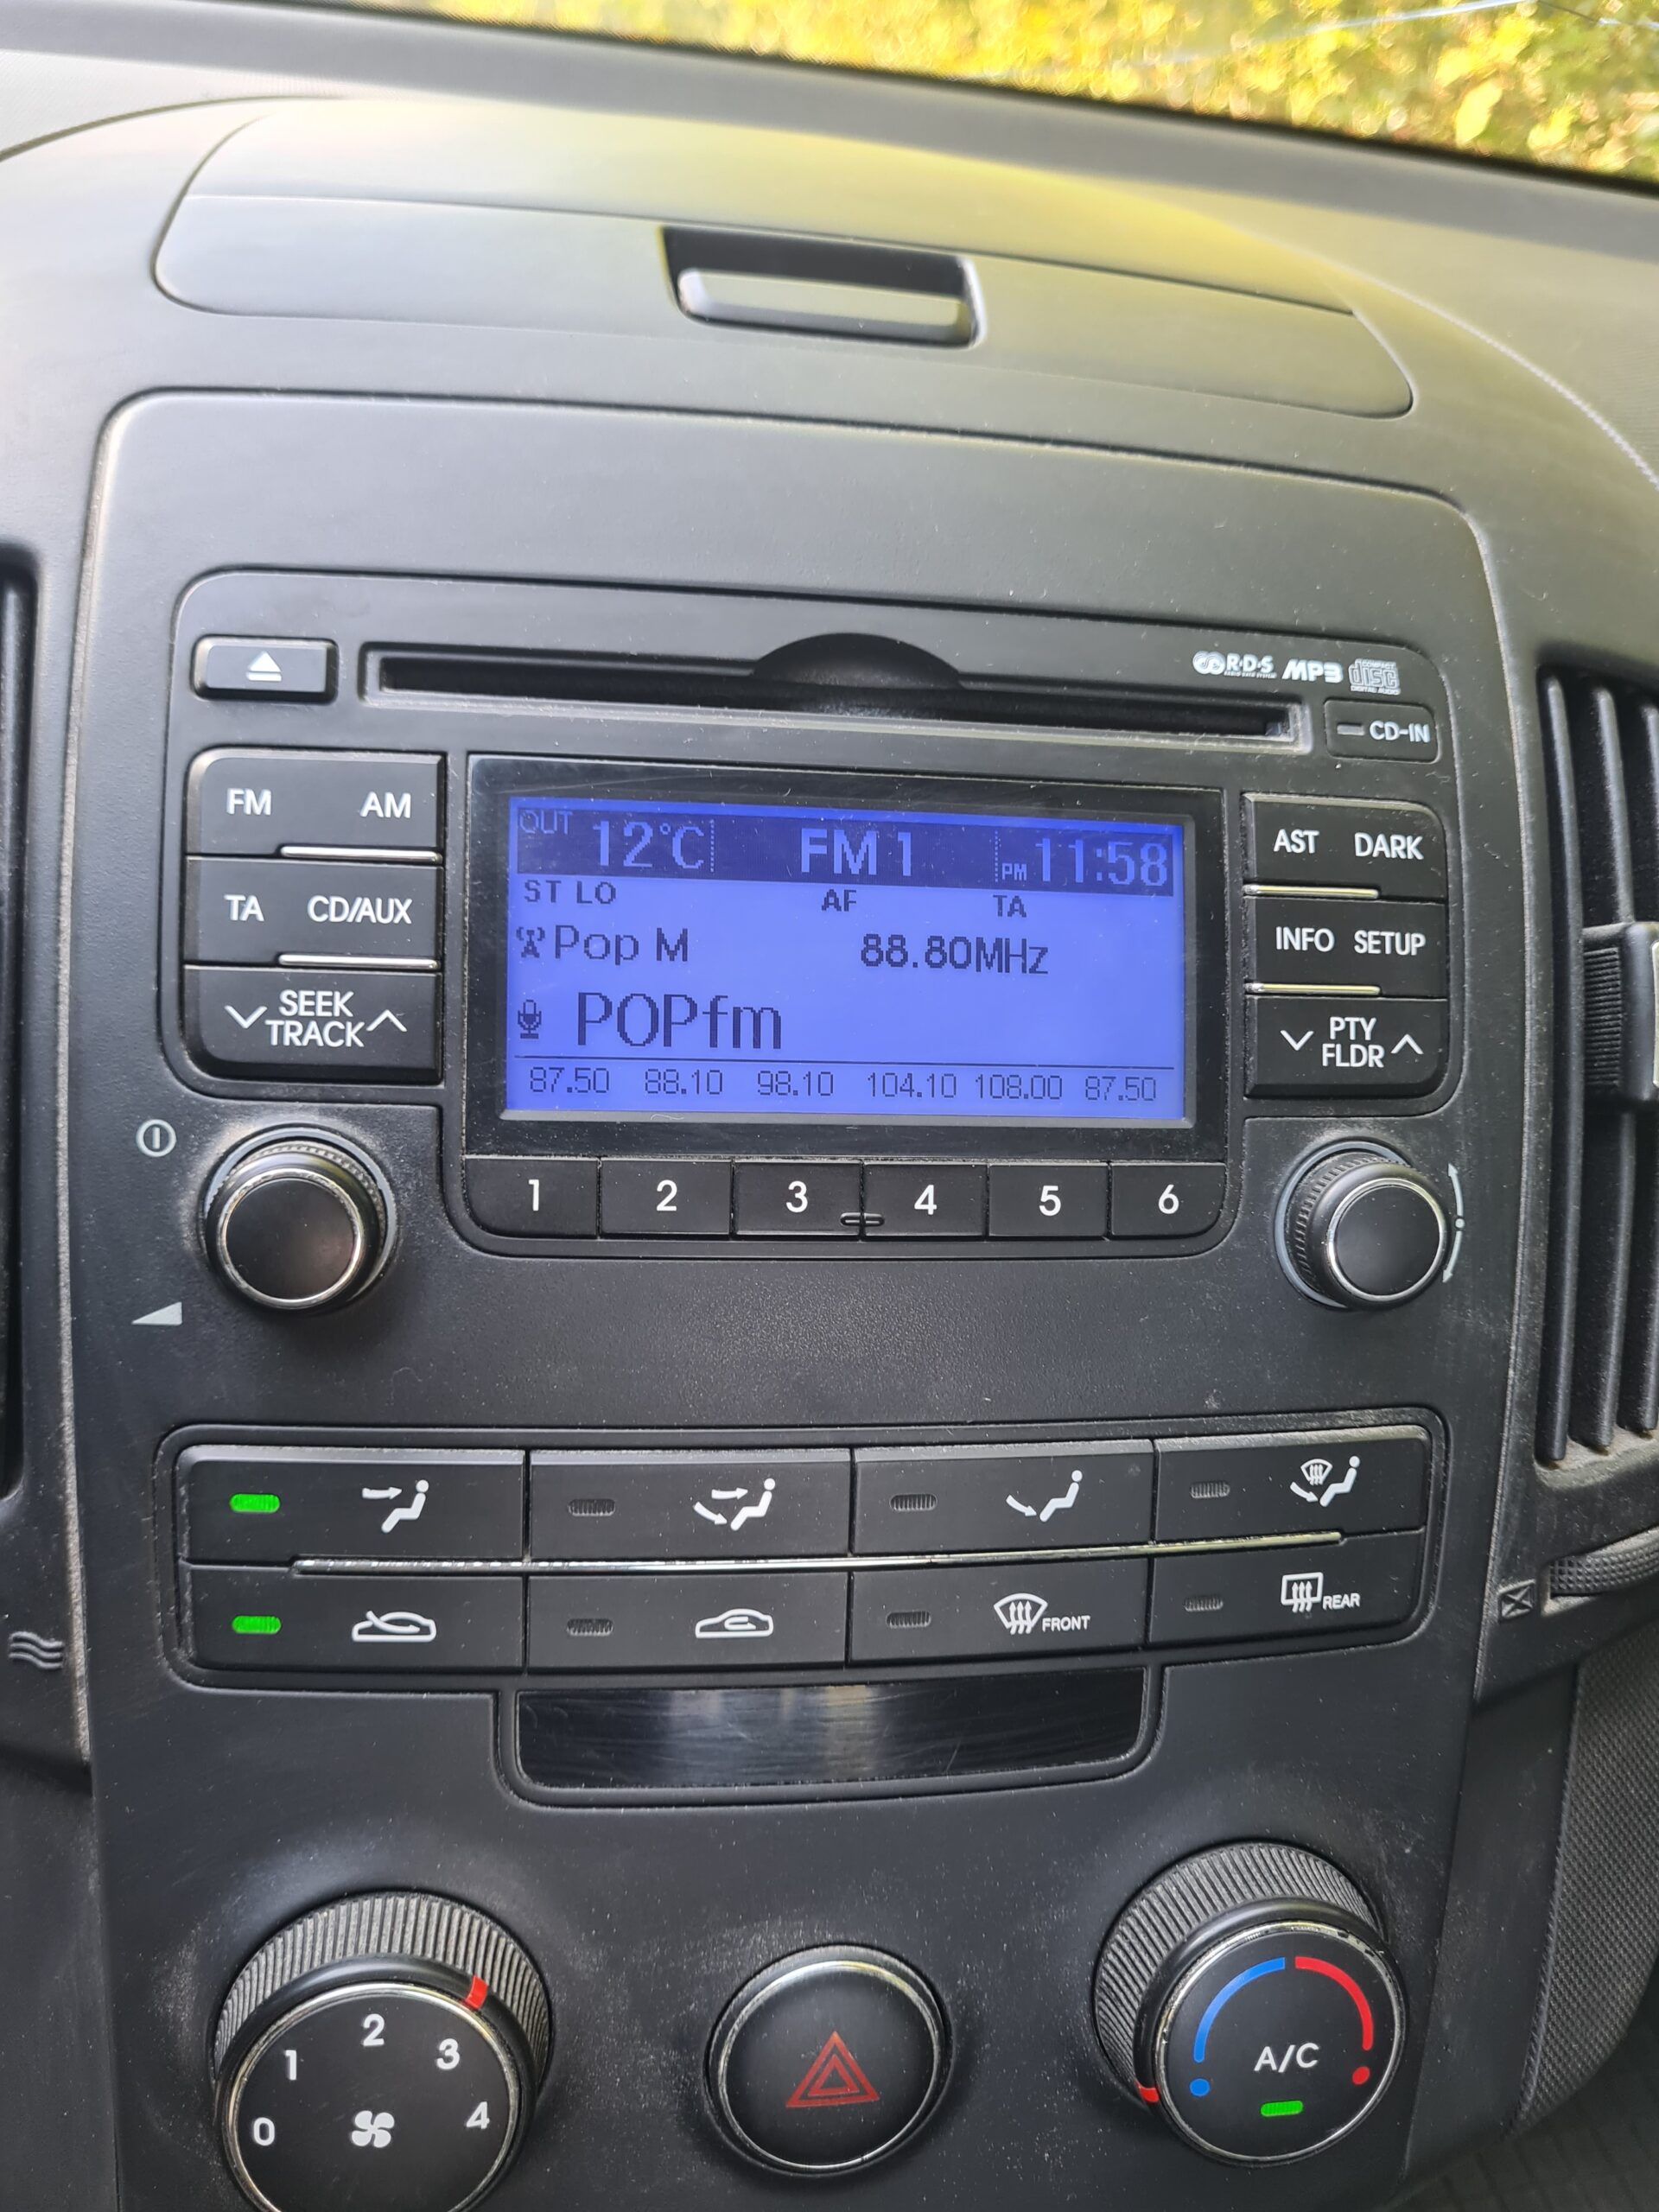 R·D·S MP3 COMPACT disc DIGITAL AUDIO
CD-IN
FM AM
TA CD/AUX
SEEK
TRACK
OUT 12°C FM 1 PM 11:58
ST LO AF TA
Pop M 88.80MHz
POPfm
87.50 88.10 98.10 104.10 108.00 87.50
AST DARK
INFO SETUP
PTY
FLDR
1 2 3 4 5 6
FRONT
REAR
0 1 2 3 4
A/C